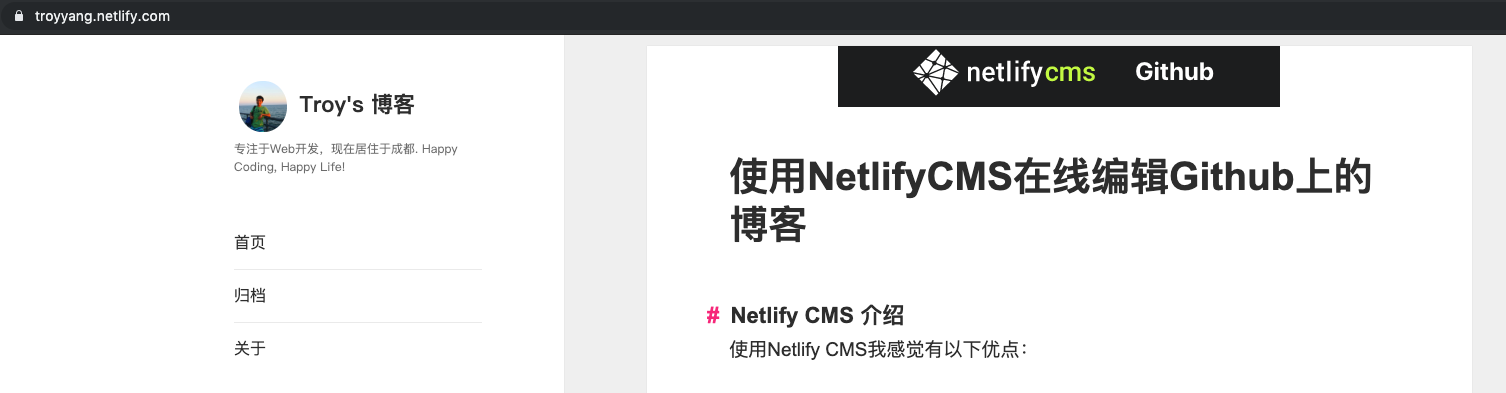 troyyang.netlify.com
Troy's 博客
专注于Web开发，现在居住于成都. Happy
Coding, Happy Life!
首页
归档
关于
netlifycms Github
使用NetlifyCMS在线编辑Github上的
博客
# Netlify CMS 介绍
使用Netlify CMS我感觉有以下优点：